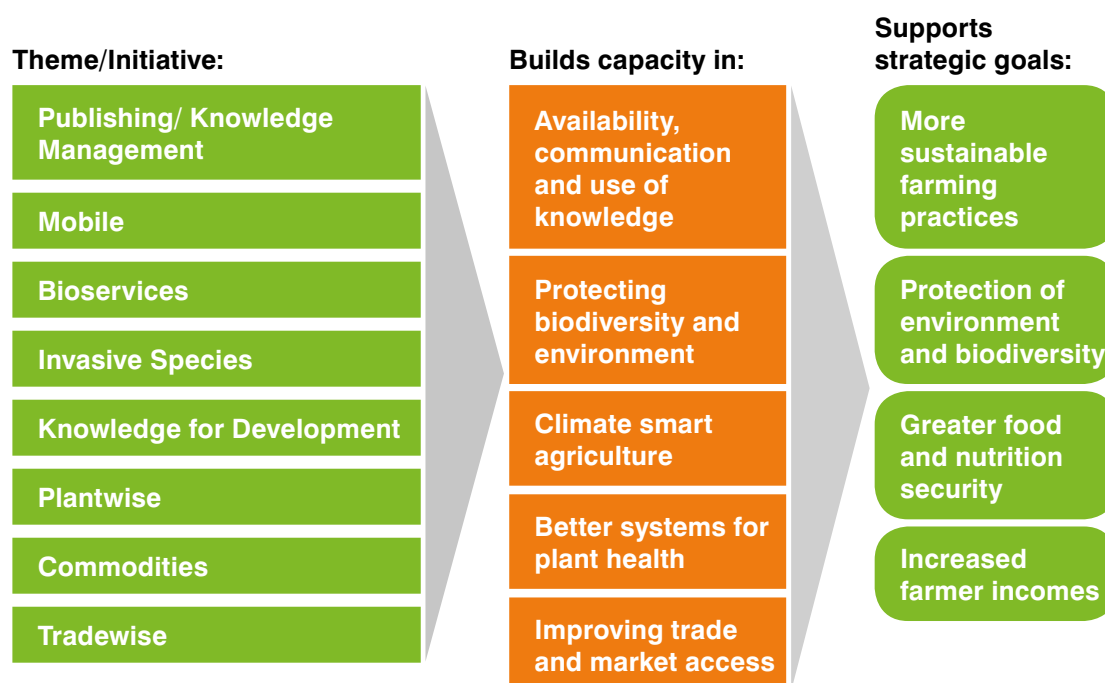 Theme/Initiative:
Publishing/ Knowledge
Management
Mobile
Bioservices
Invasive Species
Knowledge for Development
Plantwise
Commodities
Tradewise
Builds capacity in:
Availability,
communication
and use of
knowledge
Protecting
biodiversity and
environment
Climate smart
agriculture
Better systems for
plant health
Improving trade
and market access
Supports
strategic goals:
More
sustainable
farming
practices
Protection of
environment
and biodiversity
Greater food
and nutrition
security
Increased
farmer incomes